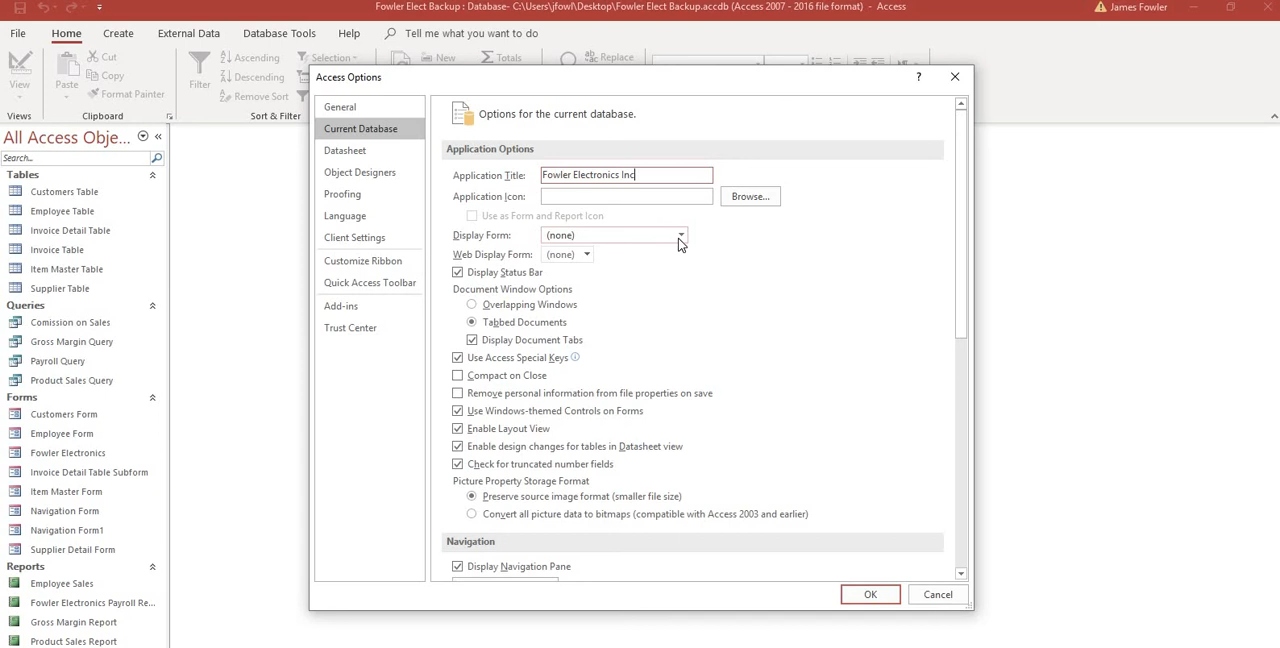 Fowler Elect Backup : Database- C:\Users\jfowl\Desktop\Fowler Elect Backup.accdb (Access 2007 - 2016 file format) - Access
James Fowler
File Home Create External Data Database Tools Help Tell me what you want to do
View
Paste
Cut
Copy
Format Painter
Filter
Ascending
Descending
Remove Sort
Selection
New
Totals
Replace
Views Clipboard Sort & Filter
All Access Obje...
Search...
Tables
Customers Table
Employee Table
Invoice Detail Table
Invoice Table
Item Master Table
Supplier Table
Queries
Comission on Sales
Gross Margin Query
Payroll Query
Product Sales Query
Forms
Customers Form
Employee Form
Fowler Electronics
Invoice Detail Table Subform
Item Master Form
Navigation Form
Navigation Form1
Supplier Detail Form
Reports
Employee Sales
Fowler Electronics Payroll Re...
Gross Margin Report
Product Sales Report
Access Options
?
General
Current Database
Datasheet
Object Designers
Proofing
Language
Client Settings
Customize Ribbon
Quick Access Toolbar
Add-ins
Trust Center
Options for the current database.
Application Options
Application Title: Fowler Electronics Inc
Application Icon: Browse...
Use as Form and Report Icon
Display Form: (none)
Web Display Form: (none)
Display Status Bar
Document Window Options
Overlapping Windows
Tabbed Documents
Display Document Tabs
Use Access Special Keys
Compact on Close
Remove personal information from file properties on save
Use Windows-themed Controls on Forms
Enable Layout View
Enable design changes for tables in Datasheet view
Check for truncated number fields
Picture Property Storage Format
Preserve source image format (smaller file size)
Convert all picture data to bitmaps (compatible with Access 2003 and earlier)
Navigation
Display Navigation Pane
OK Cancel